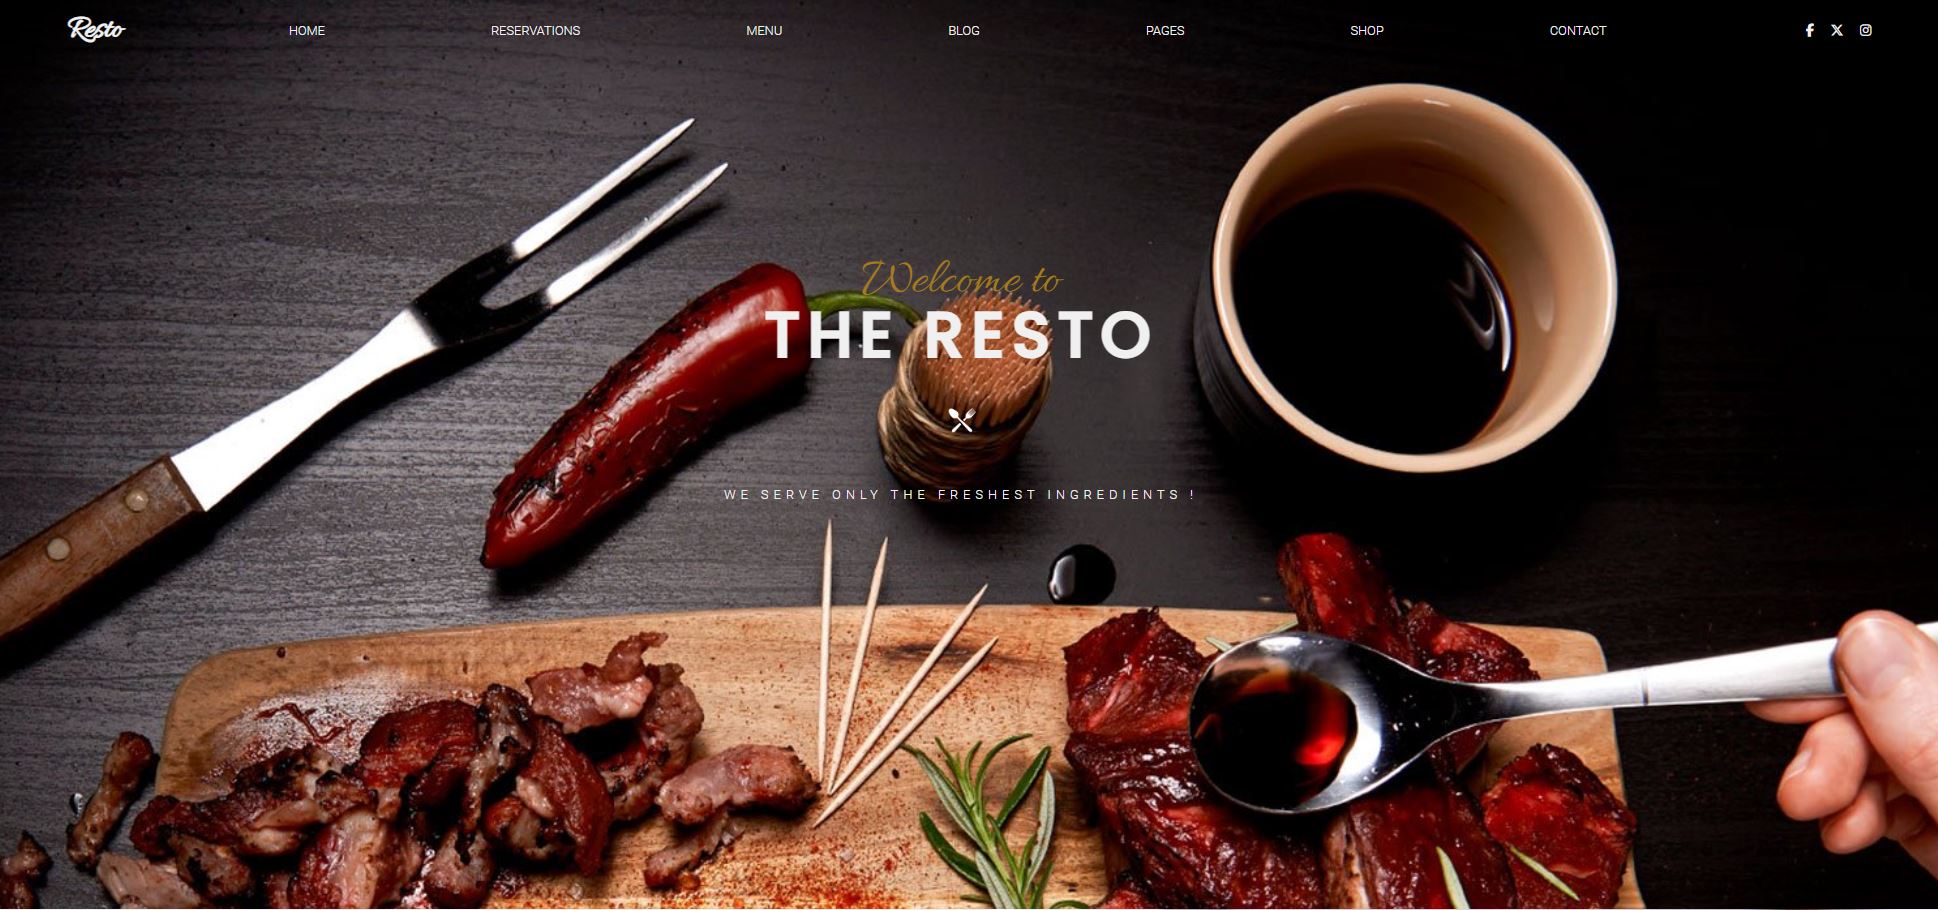 Resto
HOME
RESERVATIONS
MENU
BLOG
PAGES
SHOP
CONTACT
Welcome to
THE RESTO
WE SERVE ONLY THE FRESHEST INGREDIENTS !